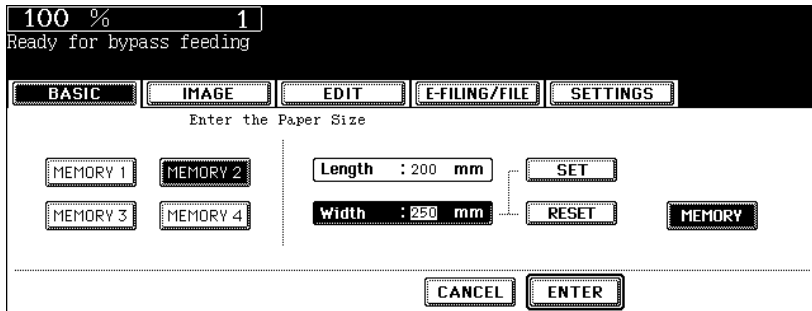 100 % 1
Ready for bypass feeding
BASIC IMAGE EDIT E-FILING/FILE SETTINGS
Enter the Paper Size
MEMORY 1 MEMORY 2 Length : 200 mm SET
MEMORY 3 MEMORY 4 Width : 250 mm RESET MEMORY
CANCEL ENTER